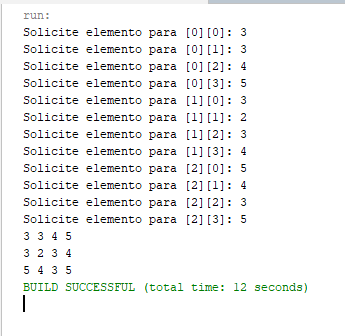 run:
Solicite elemento para [0][0]: 3
Solicite elemento para [0][1]: 3
Solicite elemento para [0][2]: 4
Solicite elemento para [0][3]: 5
Solicite elemento para [1][0]: 3
Solicite elemento para [1][1]: 2
Solicite elemento para [1][2]: 3
Solicite elemento para [1][3]: 4
Solicite elemento para [2][0]: 5
Solicite elemento para [2][1]: 4
Solicite elemento para [2][2]: 3
Solicite elemento para [2][3]: 5
3 3 4 5
3 2 3 4
5 4 3 5
BUILD SUCCESSFUL (total time: 12 seconds)